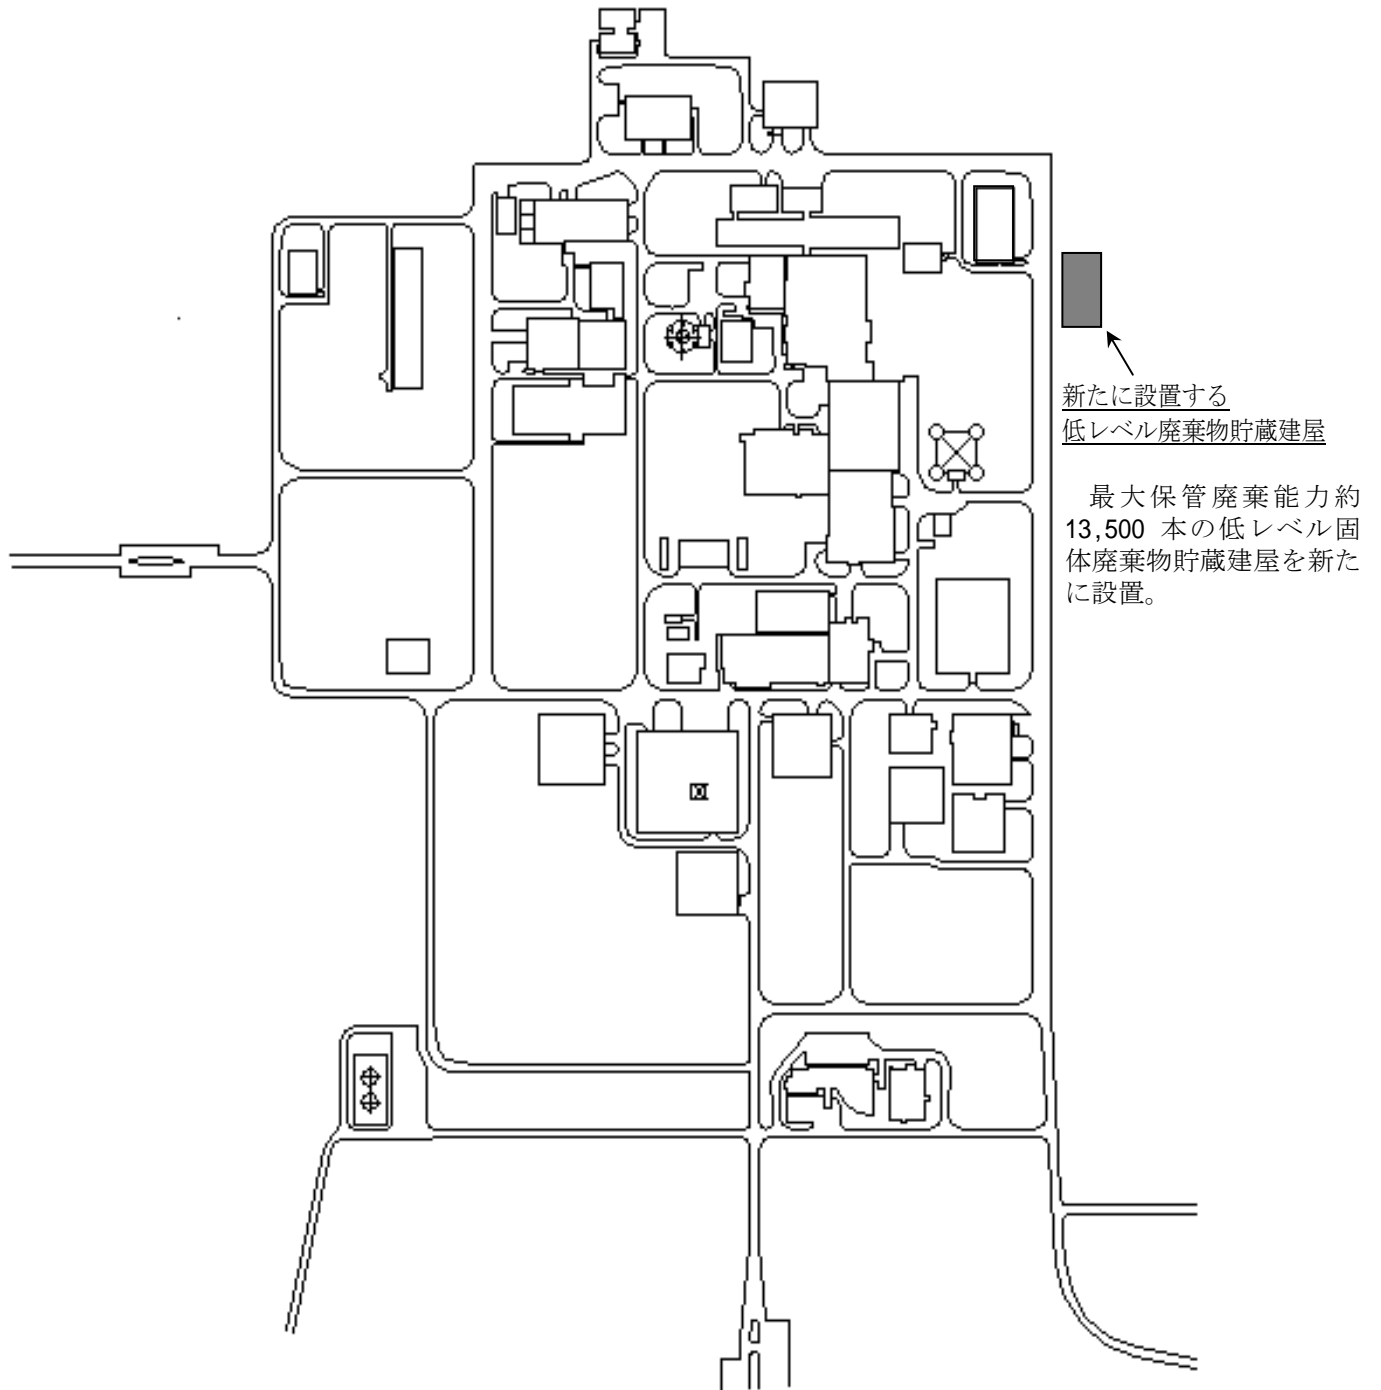 新たに設置する
低レベル廃棄物貯蔵建屋
最大保管廃棄能力約
13,500 本の低レベル固
体廃棄物貯蔵建屋を新た
に設置。